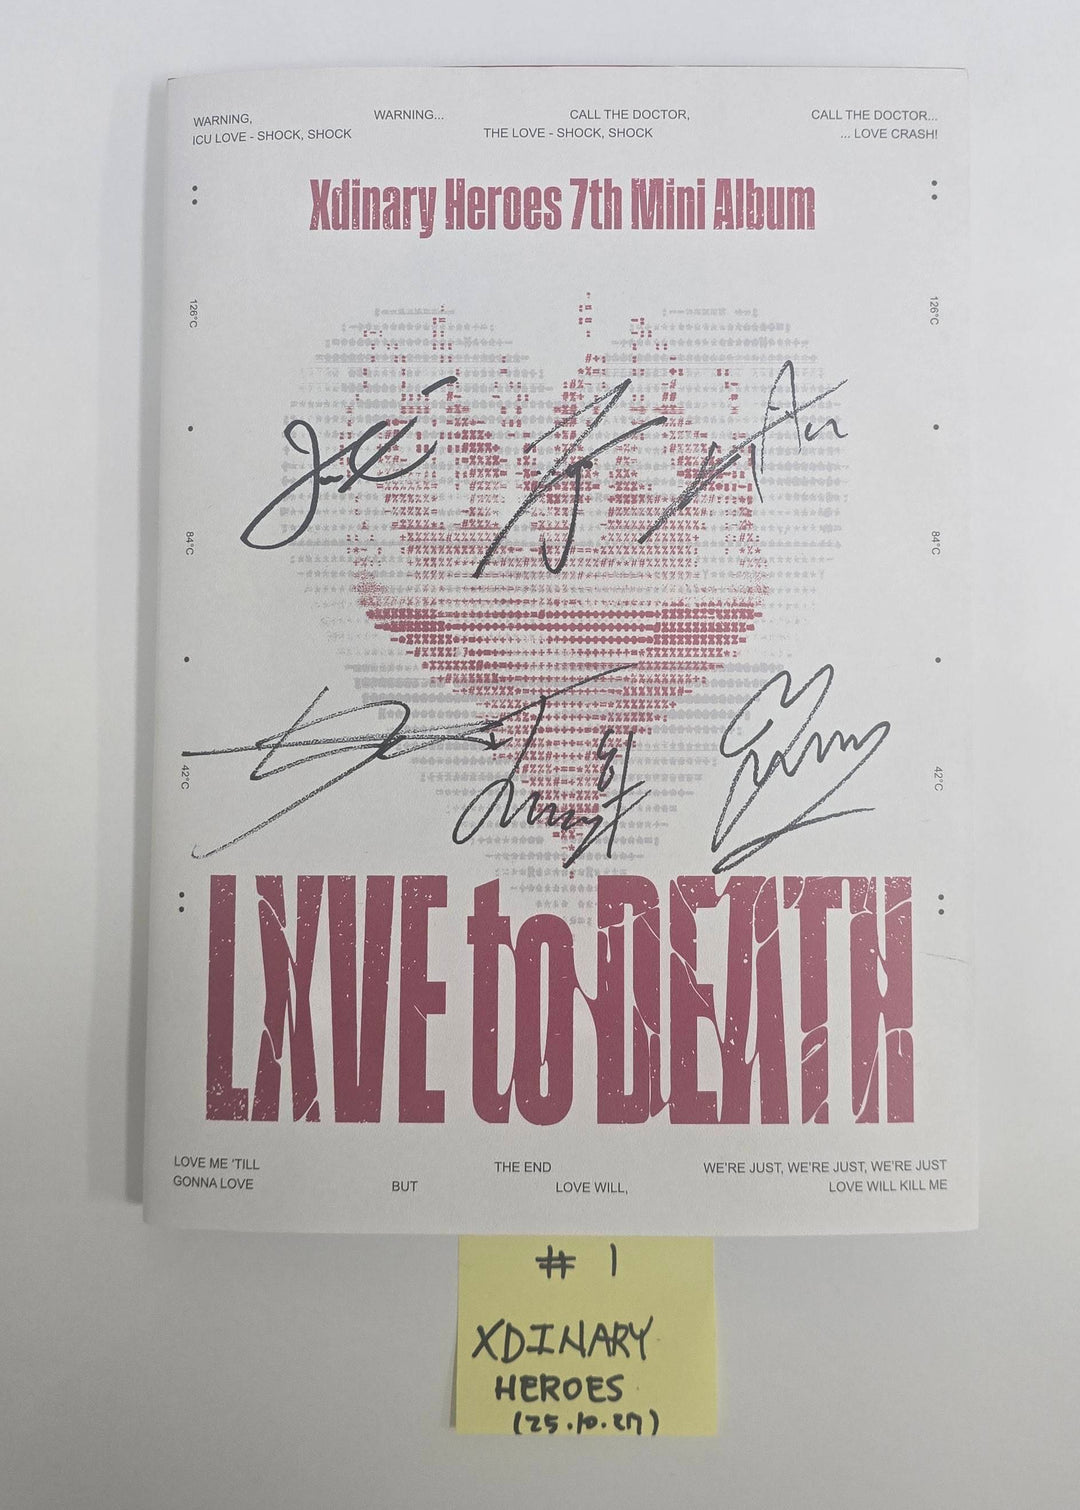 WARNING, WARNING... CALL THE DOCTOR, CALL THE DOCTOR...
ICU LOVE - SHOCK, SHOCK THE LOVE - SHOCK, SHOCK ... LOVE CRASH!
Xdinary Heroes 7th Mini Album
126°C 126°C
84°C 84°C
42°C 42°C
LXVE to DEATH
LOVE ME 'TILL THE END WE'RE JUST, WE'RE JUST, WE'RE JUST
GONNA LOVE BUT LOVE WILL, LOVE WILL KILL ME
# 1
XDINARY
HEROES
(25.10.27)